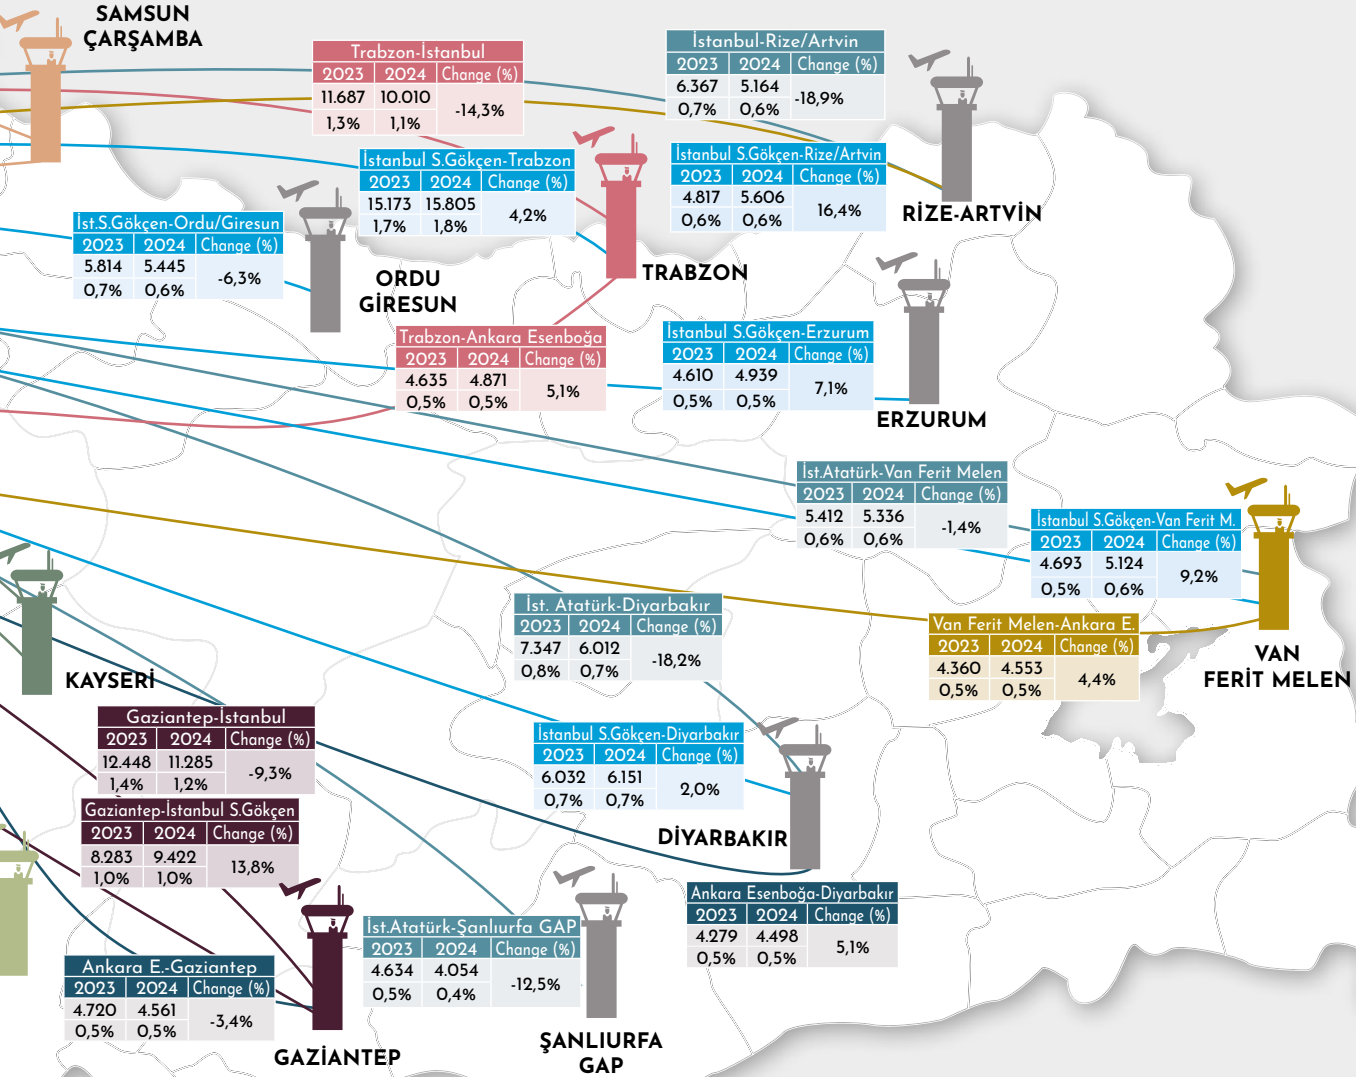 SAMSUN
ÇARŞAMBA
Trabzon-İstanbul
2023 2024 Change (%)
11.687 10.010 -14,3%
1,3% 1,1%
İstanbul-Rize/Artvin
2023 2024 Change (%)
6.367 5.164 -18,9%
0,7% 0,6%
İstanbul S.Gökçen-Trabzon
2023 2024 Change (%)
15.173 15.805 4,2%
1,7% 1,8%
İstanbul S.Gökçen-Rize/Artvin
2023 2024 Change (%)
4.817 5.606 16,4%
0,6% 0,6%
RİZE-ARTVİN
İst.S.Gökçen-Ordu/Giresun
2023 2024 Change (%)
5.814 5.445 -6,3%
0,7% 0,6%
ORDU
GİRESUN
TRABZON
Trabzon-Ankara Esenboğa
2023 2024 Change (%)
4.635 4.871 5,1%
0,5% 0,5%
İstanbul S.Gökçen-Erzurum
2023 2024 Change (%)
4.610 4.939 7,1%
0,5% 0,5%
ERZURUM
İst.Atatürk-Van Ferit Melen
2023 2024 Change (%)
5.412 5.336 -1,4%
0,6% 0,6%
İstanbul S.Gökçen-Van Ferit M.
2023 2024 Change (%)
4.693 5.124 9,2%
0,5% 0,6%
İst. Atatürk-Diyarbakır
2023 2024 Change (%)
7.347 6.012 -18,2%
0,8% 0,7%
Van Ferit Melen-Ankara E.
2023 2024 Change (%)
4.360 4.553 4,4%
0,5% 0,5%
VAN
FERİT MELEN
KAYSERİ
Gaziantep-İstanbul
2023 2024 Change (%)
12.448 11.285 -9,3%
1,4% 1,2%
İstanbul S.Gökçen-Diyarbakır
2023 2024 Change (%)
6.032 6.151 2,0%
0,7% 0,7%
DİYARBAKIR
Gaziantep-İstanbul S.Gökçen
2023 2024 Change (%)
8.283 9.422 13,8%
1,0% 1,0%
Ankara Esenboğa-Diyarbakır
2023 2024 Change (%)
4.279 4.498 5,1%
0,5% 0,5%
İst.Atatürk-Şanlıurfa GAP
2023 2024 Change (%)
4.634 4.054 -12,5%
0,5% 0,4%
Ankara E.-Gaziantep
2023 2024 Change (%)
4.720 4.561 -3,4%
0,5% 0,5%
GAZİANTEP
ŞANLIURFA
GAP